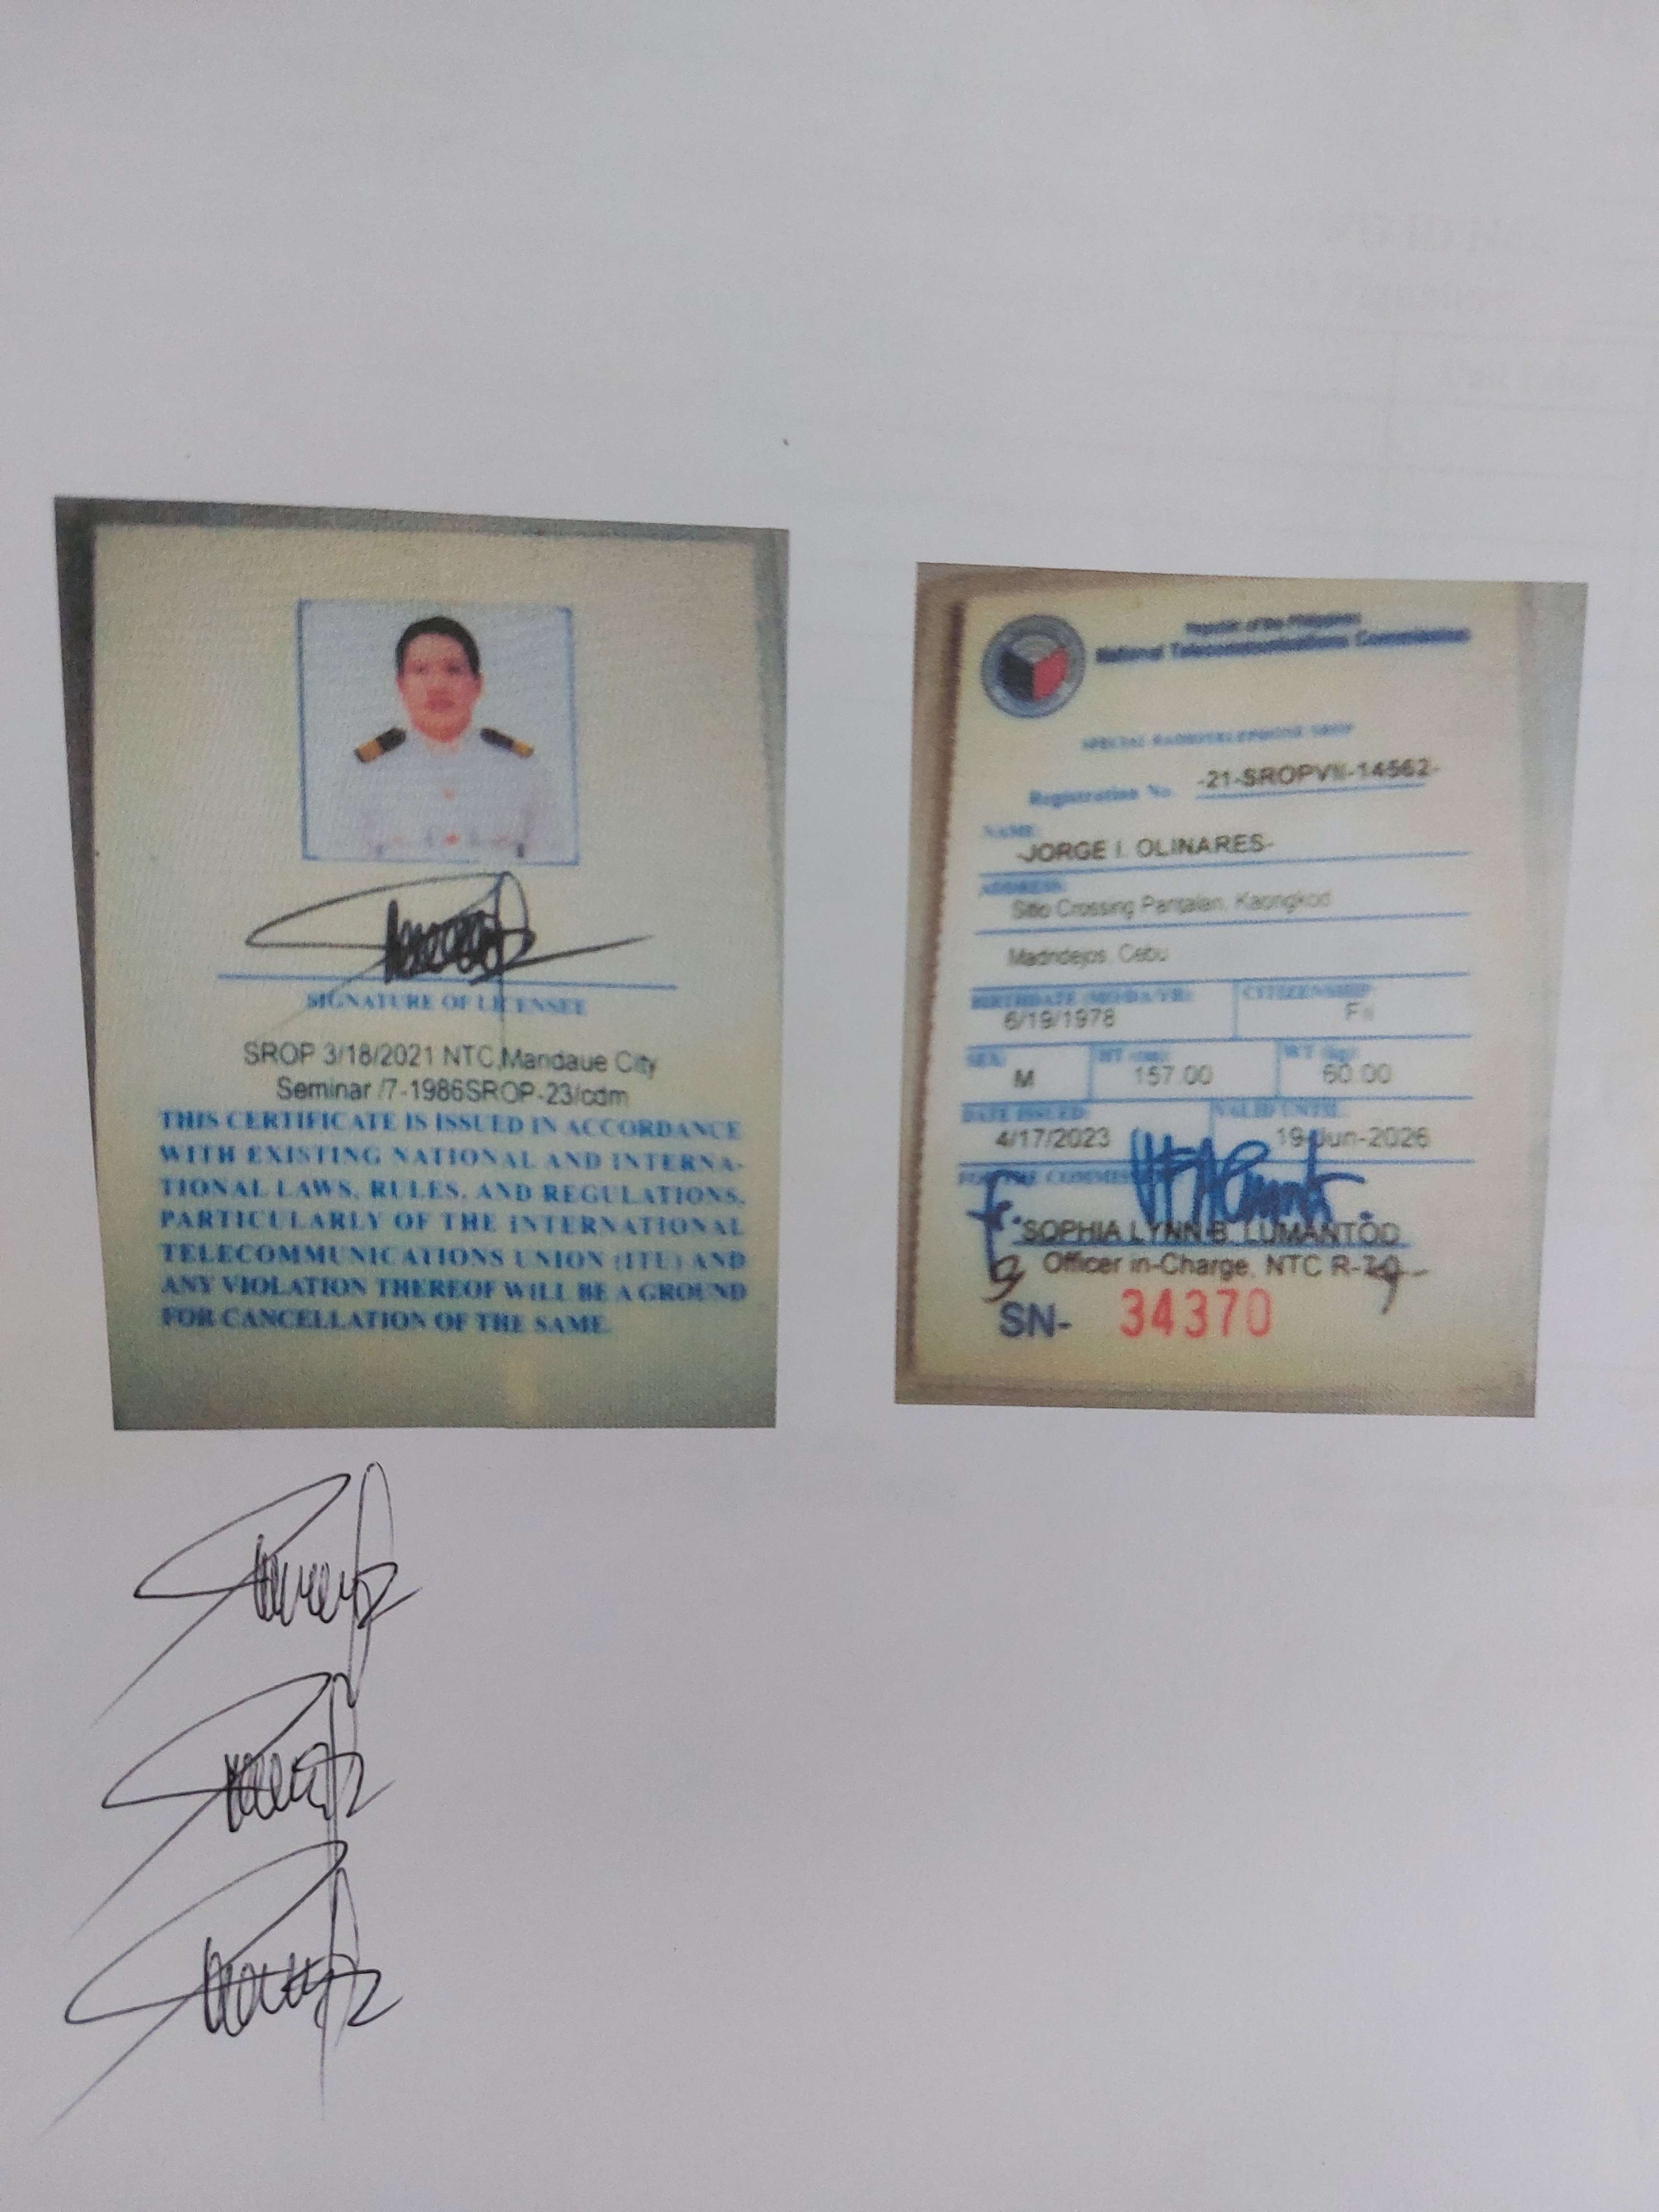 SIGNATURE OF LICENSEE
SROP 3/18/2021 NTC, Mandaue City
Seminar /7-1986SROP-23/cdm
THIS CERTIFICATE IS ISSUED IN ACCORDANCE
WITH EXISTING NATIONAL AND INTERNA-
TIONAL LAWS, RULES, AND REGULATIONS,
PARTICULARLY OF THE INTERNATIONAL
TELECOMMUNICATIONS UNION (ITU) AND
ANY VIOLATION THEREOF WILL BE A GROUND
FOR CANCELLATION OF THE SAME.
Republic of the Philippines
National Telecommunications Commission
SPECIAL RADIOTELEPHONE SROP
Registration No. -21-SROPVII-14562-
NAME:
-JORGE I. OLINARES-
ADDRESS:
Sitio Crossing Pantalan, Kaongkod
Madridejos, Cebu
BIRTHDATE (MO/DA/YR) CITIZENSHIP
6/19/1978 Fil
SEX: HT (cm) WT (kg)
M 157.00 60.00
DATE ISSUED: VALID UNTIL:
4/17/2023 19-Jun-2026
FOR THE COMMISSION
SOPHIA LYNN B. LUMANTOD
Officer in-Charge, NTC R-7
SN- 34370